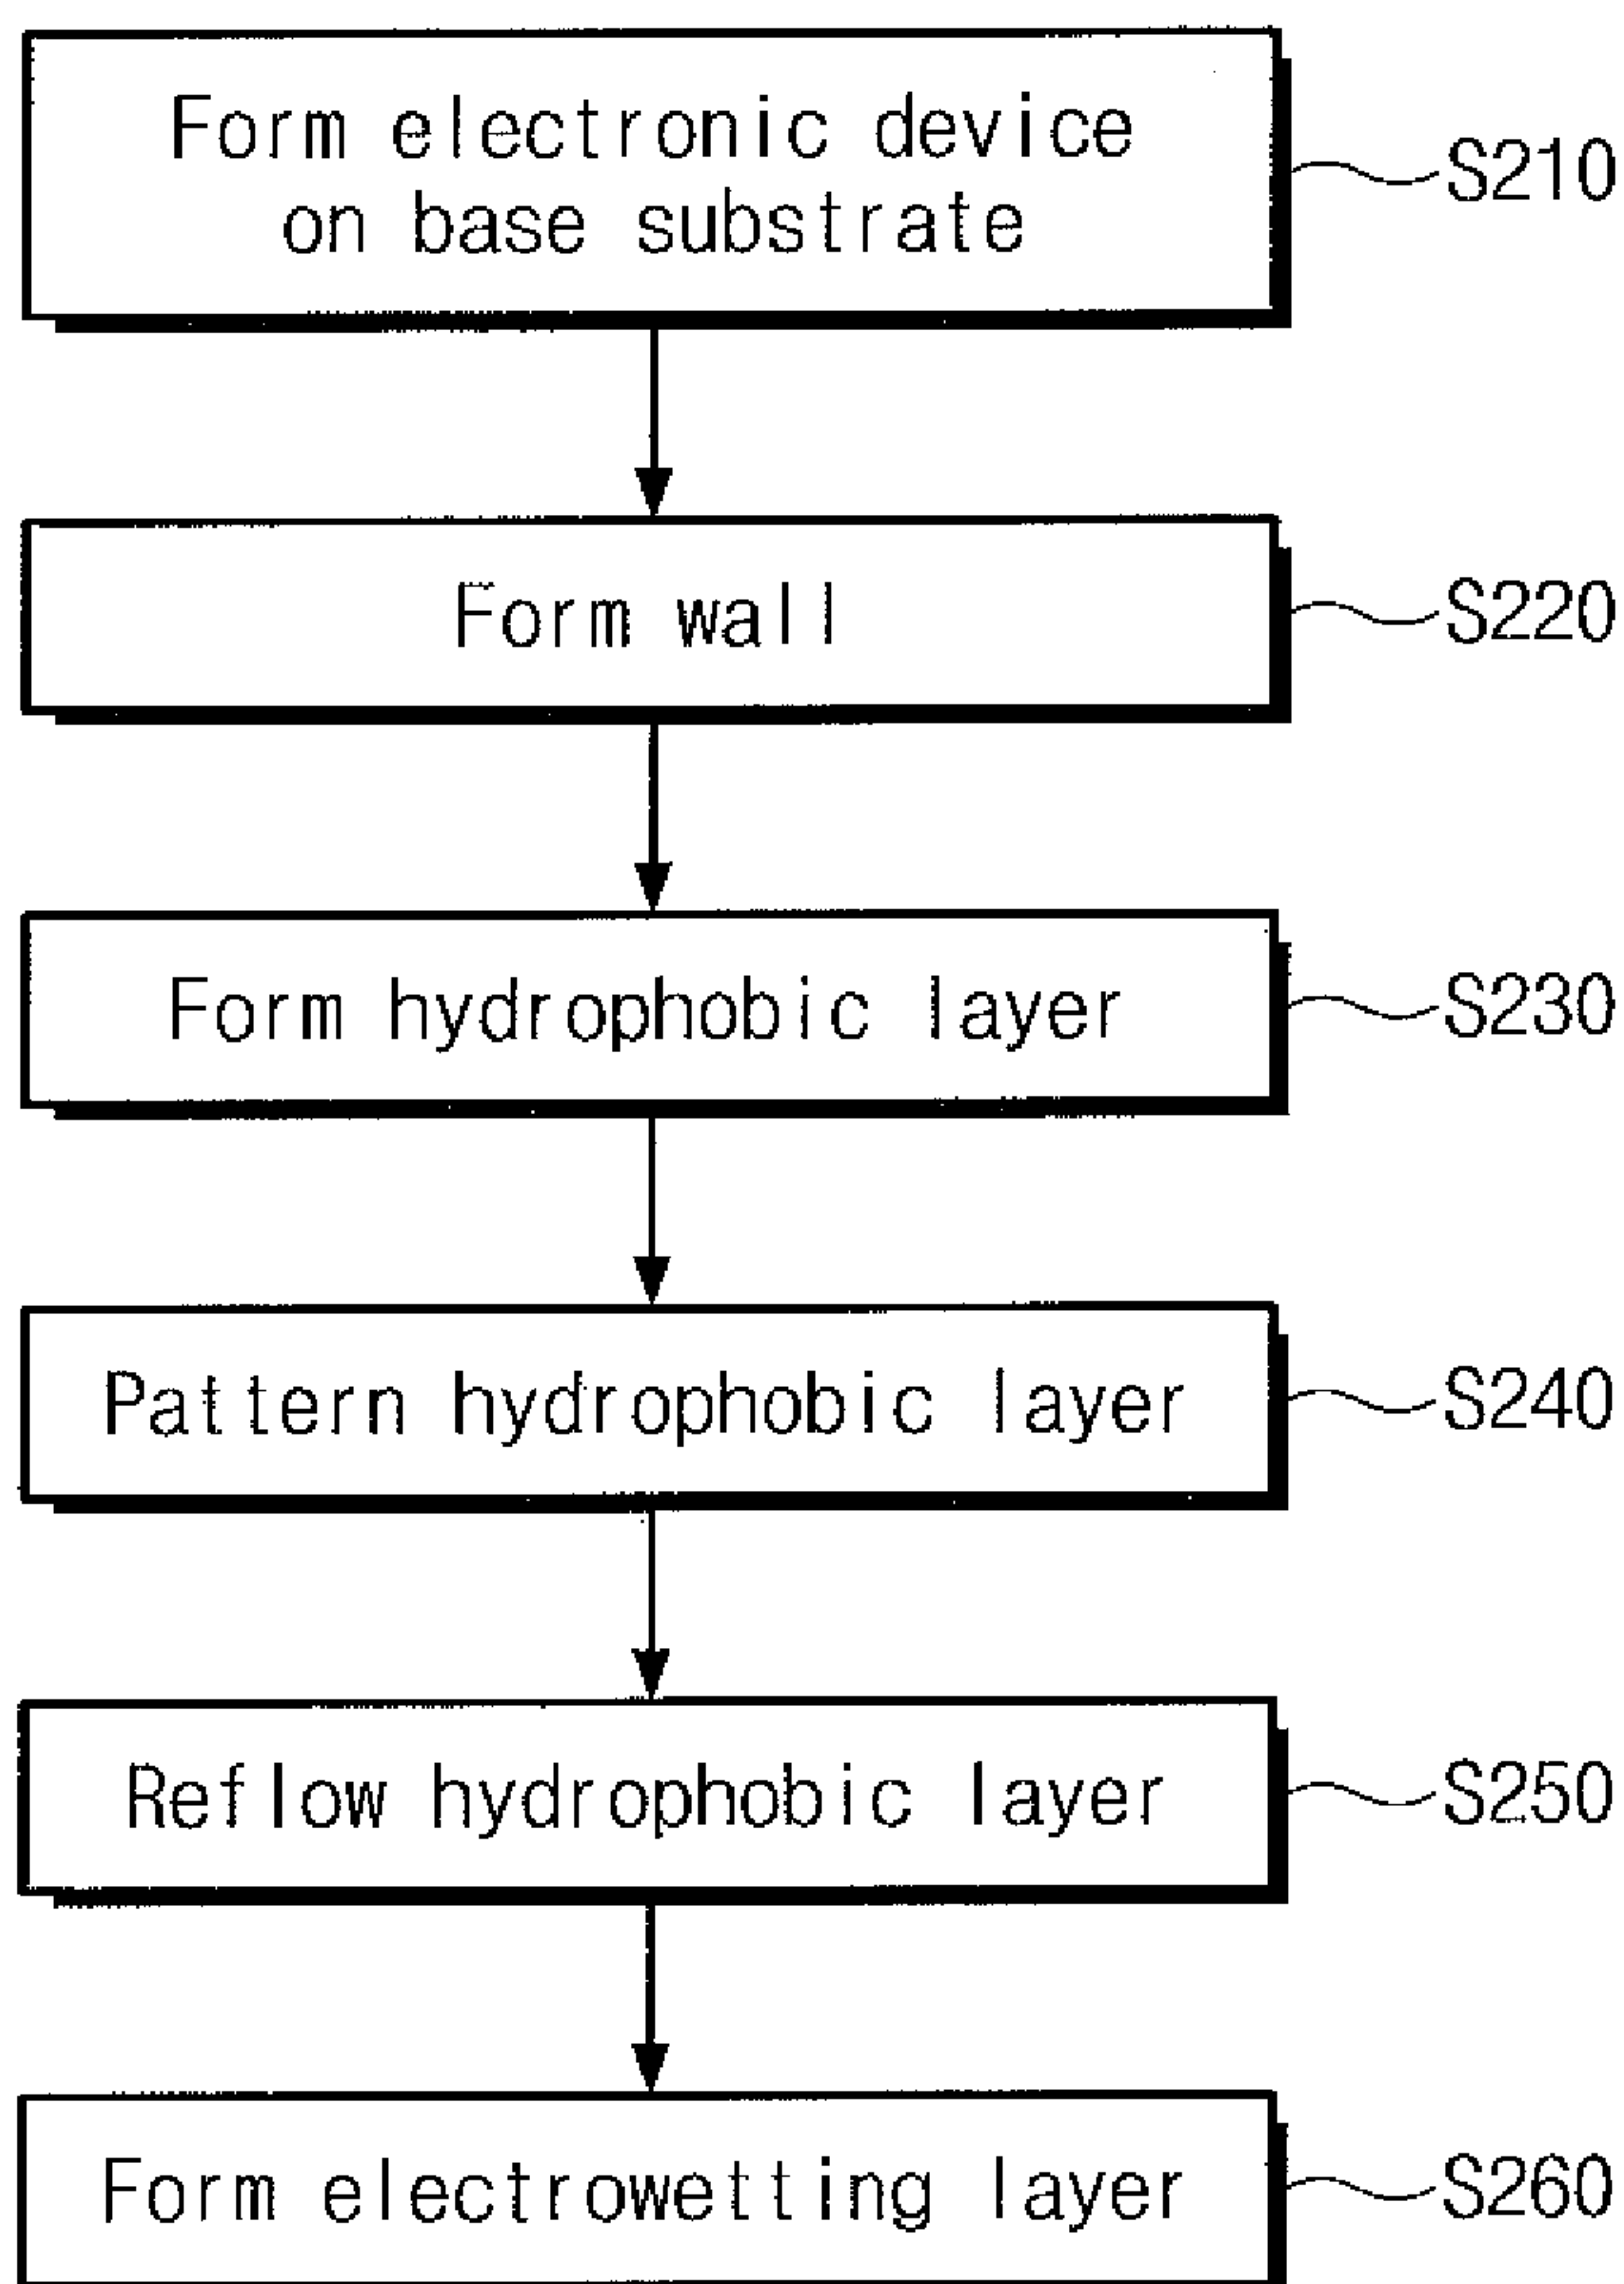 Form electronic device
on base substrate
S210
Form wall
S220
Form hydrophobic layer
S230
Pattern hydrophobic layer
S240
Reflow hydrophobic layer
S250
Form electrowetting layer
S260